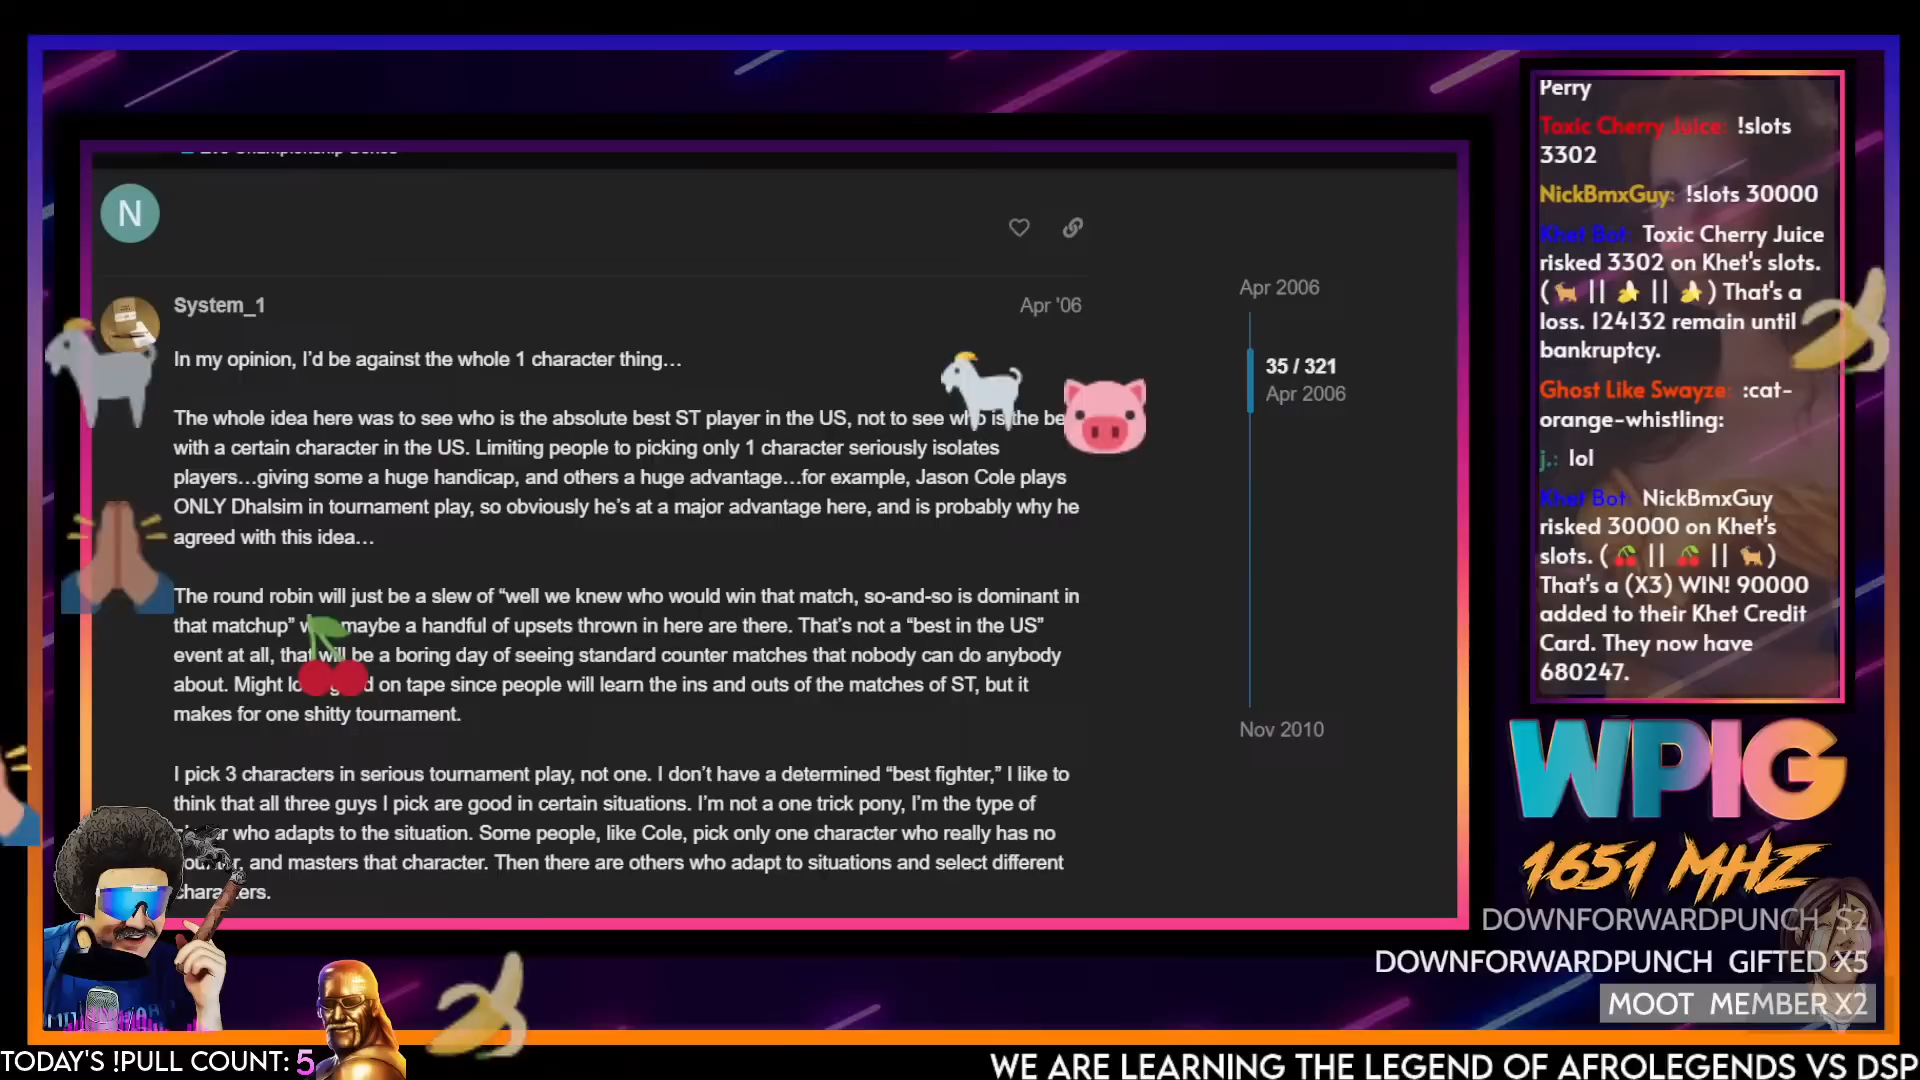 N
System_1
Apr '06
In my opinion, I'd be against the whole 1 character thing…
The whole idea here was to see who is the absolute best ST player in the US, not to see who is the be
with a certain character in the US. Limiting people to picking only 1 character seriously isolates
players…giving some a huge handicap, and others a huge advantage…for example, Jason Cole plays
ONLY Dhalsim in tournament play, so obviously he's at a major advantage here, and is probably why he
agreed with this idea…
The round robin will just be a slew of “well we knew who would win that match, so-and-so is dominant in
that matchup” maybe a handful of upsets thrown in here are there. That's not a “best in the US”
event at all, that will be a boring day of seeing standard counter matches that nobody can do anybody
about. Might on tape since people will learn the ins and outs of the matches of ST, but it
makes for one shitty tournament.
I pick 3 characters in serious tournament play, not one. I don't have a determined “best fighter,” I like to
think that all three guys I pick are good in certain situations. I'm not a one trick pony, I'm the type of
who adapts to the situation. Some people, like Cole, pick only one character who really has no
and masters that character. Then there are others who adapt to situations and select different
characters.
Apr 2006
35 / 321
Apr 2006
Nov 2010
Perry
Toxic Cherry Juice: !slots
3302
NickBmxGuy: !slots 30000
Khet Bot: Toxic Cherry Juice
risked 3302 on Khet's slots.
( || || ) That's a
loss. 124132 remain until
bankruptcy.
Ghost Like Swayze: :cat-
orange-whistling:
j.: lol
Khet Bot: NickBmxGuy
risked 30000 on Khet's
slots. ( || || )
That's a (X3) WIN! 90000
added to their Khet Credit
Card. They now have
680247.
WPIG
1651 MHZ
DOWNFORWARDPUNCH $2
DOWNFORWARDPUNCH GIFTED X5
MOOT MEMBER X2
TODAY'S !PULL COUNT: 5
WE ARE LEARNING THE LEGEND OF AFROLEGENDS VS DSP